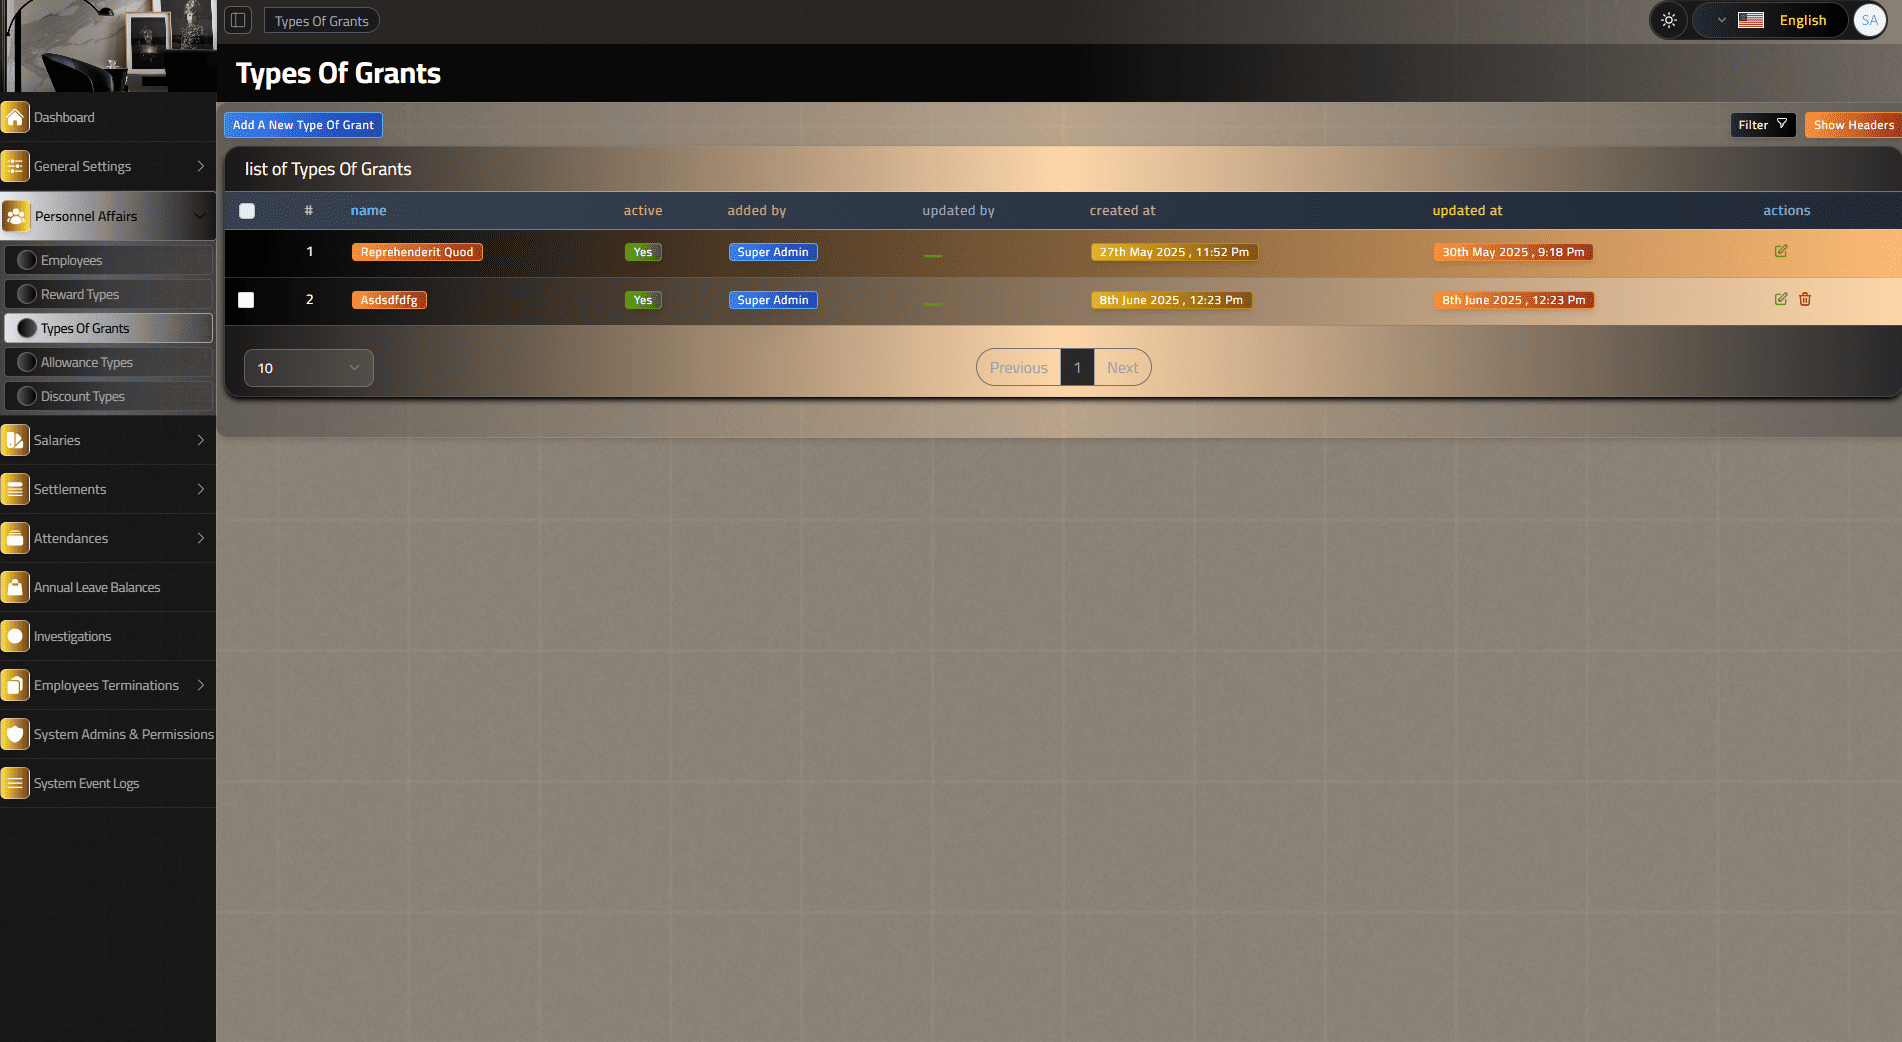 Types Of Grants
English
SA
Types Of Grants
Dashboard
General Settings
Personnel Affairs
Employees
Reward Types
Types Of Grants
Allowance Types
Discount Types
Salaries
Settlements
Attendances
Annual Leave Balances
Investigations
Employees Terminations
System Admins & Permissions
System Event Logs
Add A New Type Of Grant
Filter
Show Headers
list of Types Of Grants
# name active added by updated by created at updated at actions
1 Reprehenderit Quod Yes Super Admin 27th May 2025 , 11:52 Pm 30th May 2025 , 9:18 Pm
2 Asdsdfdfg Yes Super Admin 8th June 2025 , 12:23 Pm 8th June 2025 , 12:23 Pm
10
Previous 1 Next